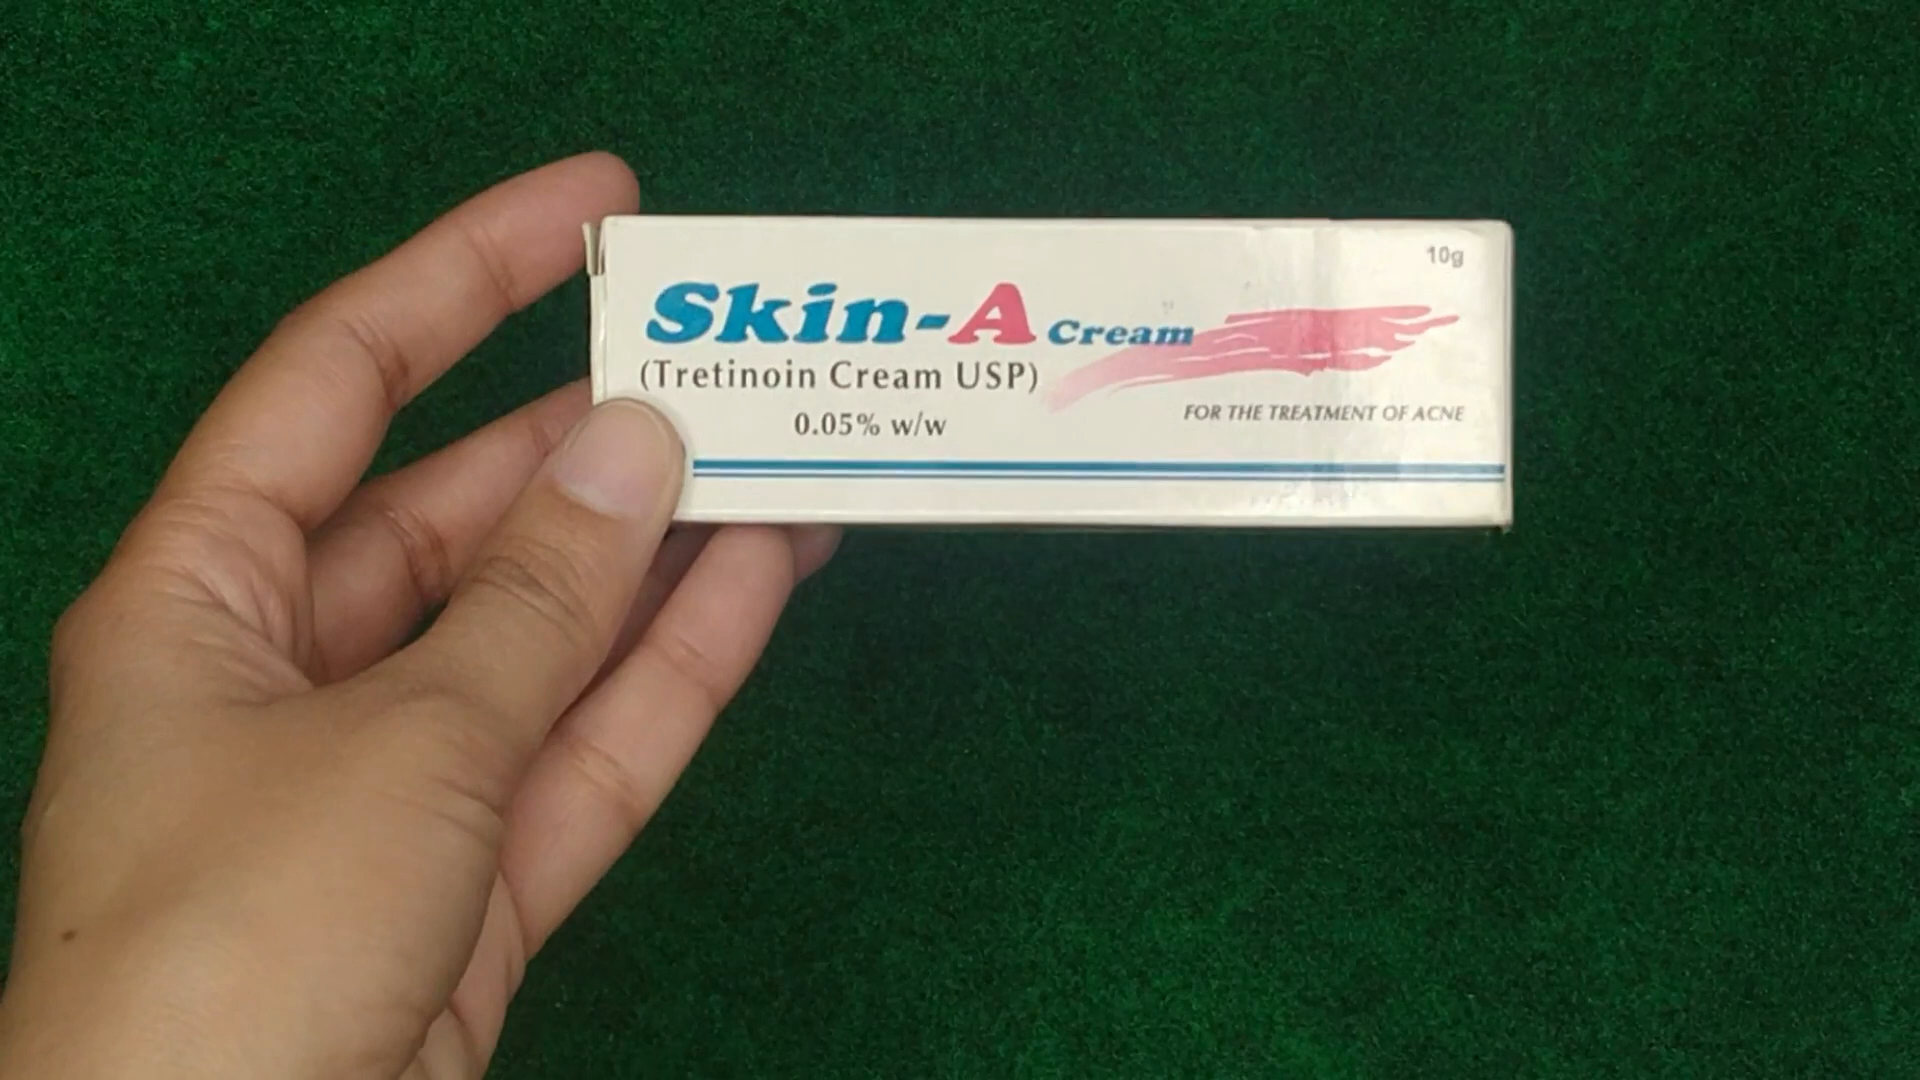 10g
Skin-A Cream
(Tretinoin Cream USP)
0.05% w/w
FOR THE TREATMENT OF ACNE